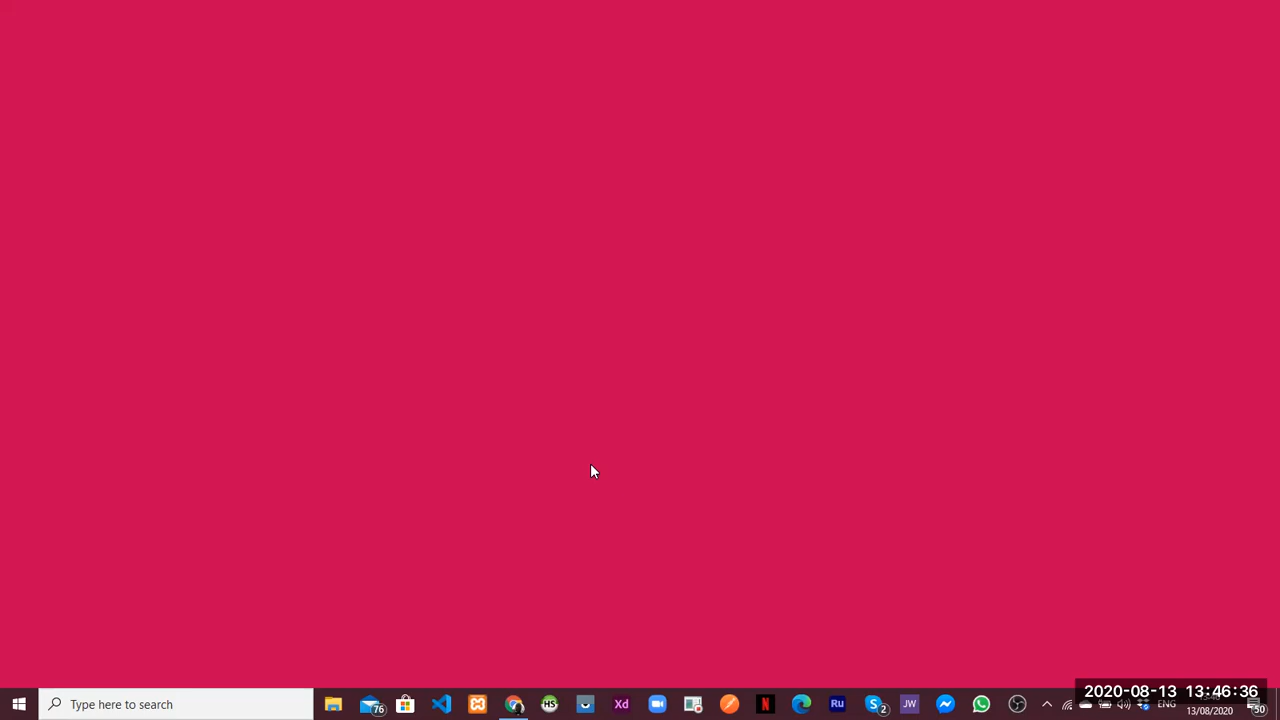 2020-08-13 13:46:36
Type here to search
76
HS
Xd
N
Ru
2
JW
ENG
13/08/2020
50